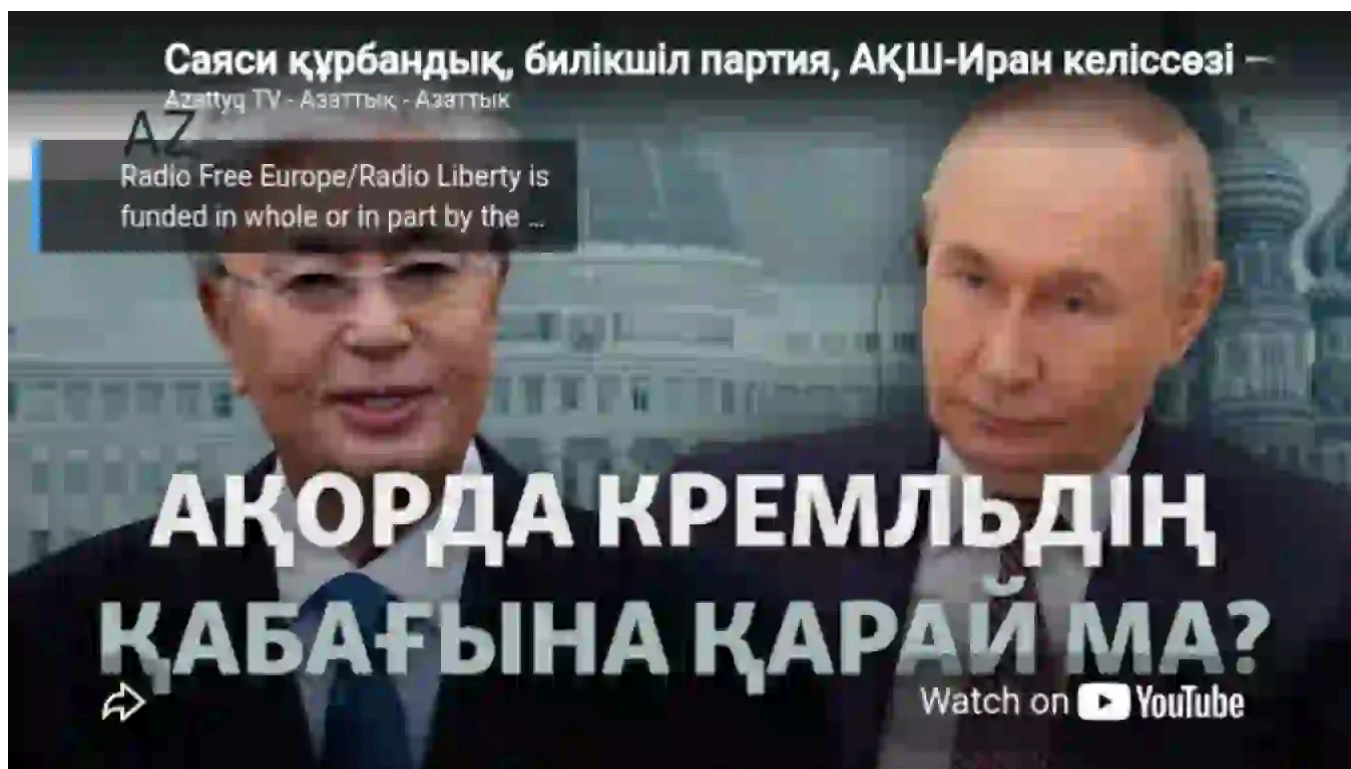 Саяси құрбандық, билікшіл партия, АҚШ-Иран келіссөзі –
Azattyq TV - Азаттық - Азаттык
AZ
Radio Free Europe/Radio Liberty is
funded in whole or in part by the ...
АҚОРДА КРЕМЛЬДІҢ
ҚАБАҒЫНА ҚАРАЙ МА?
Watch on YouTube